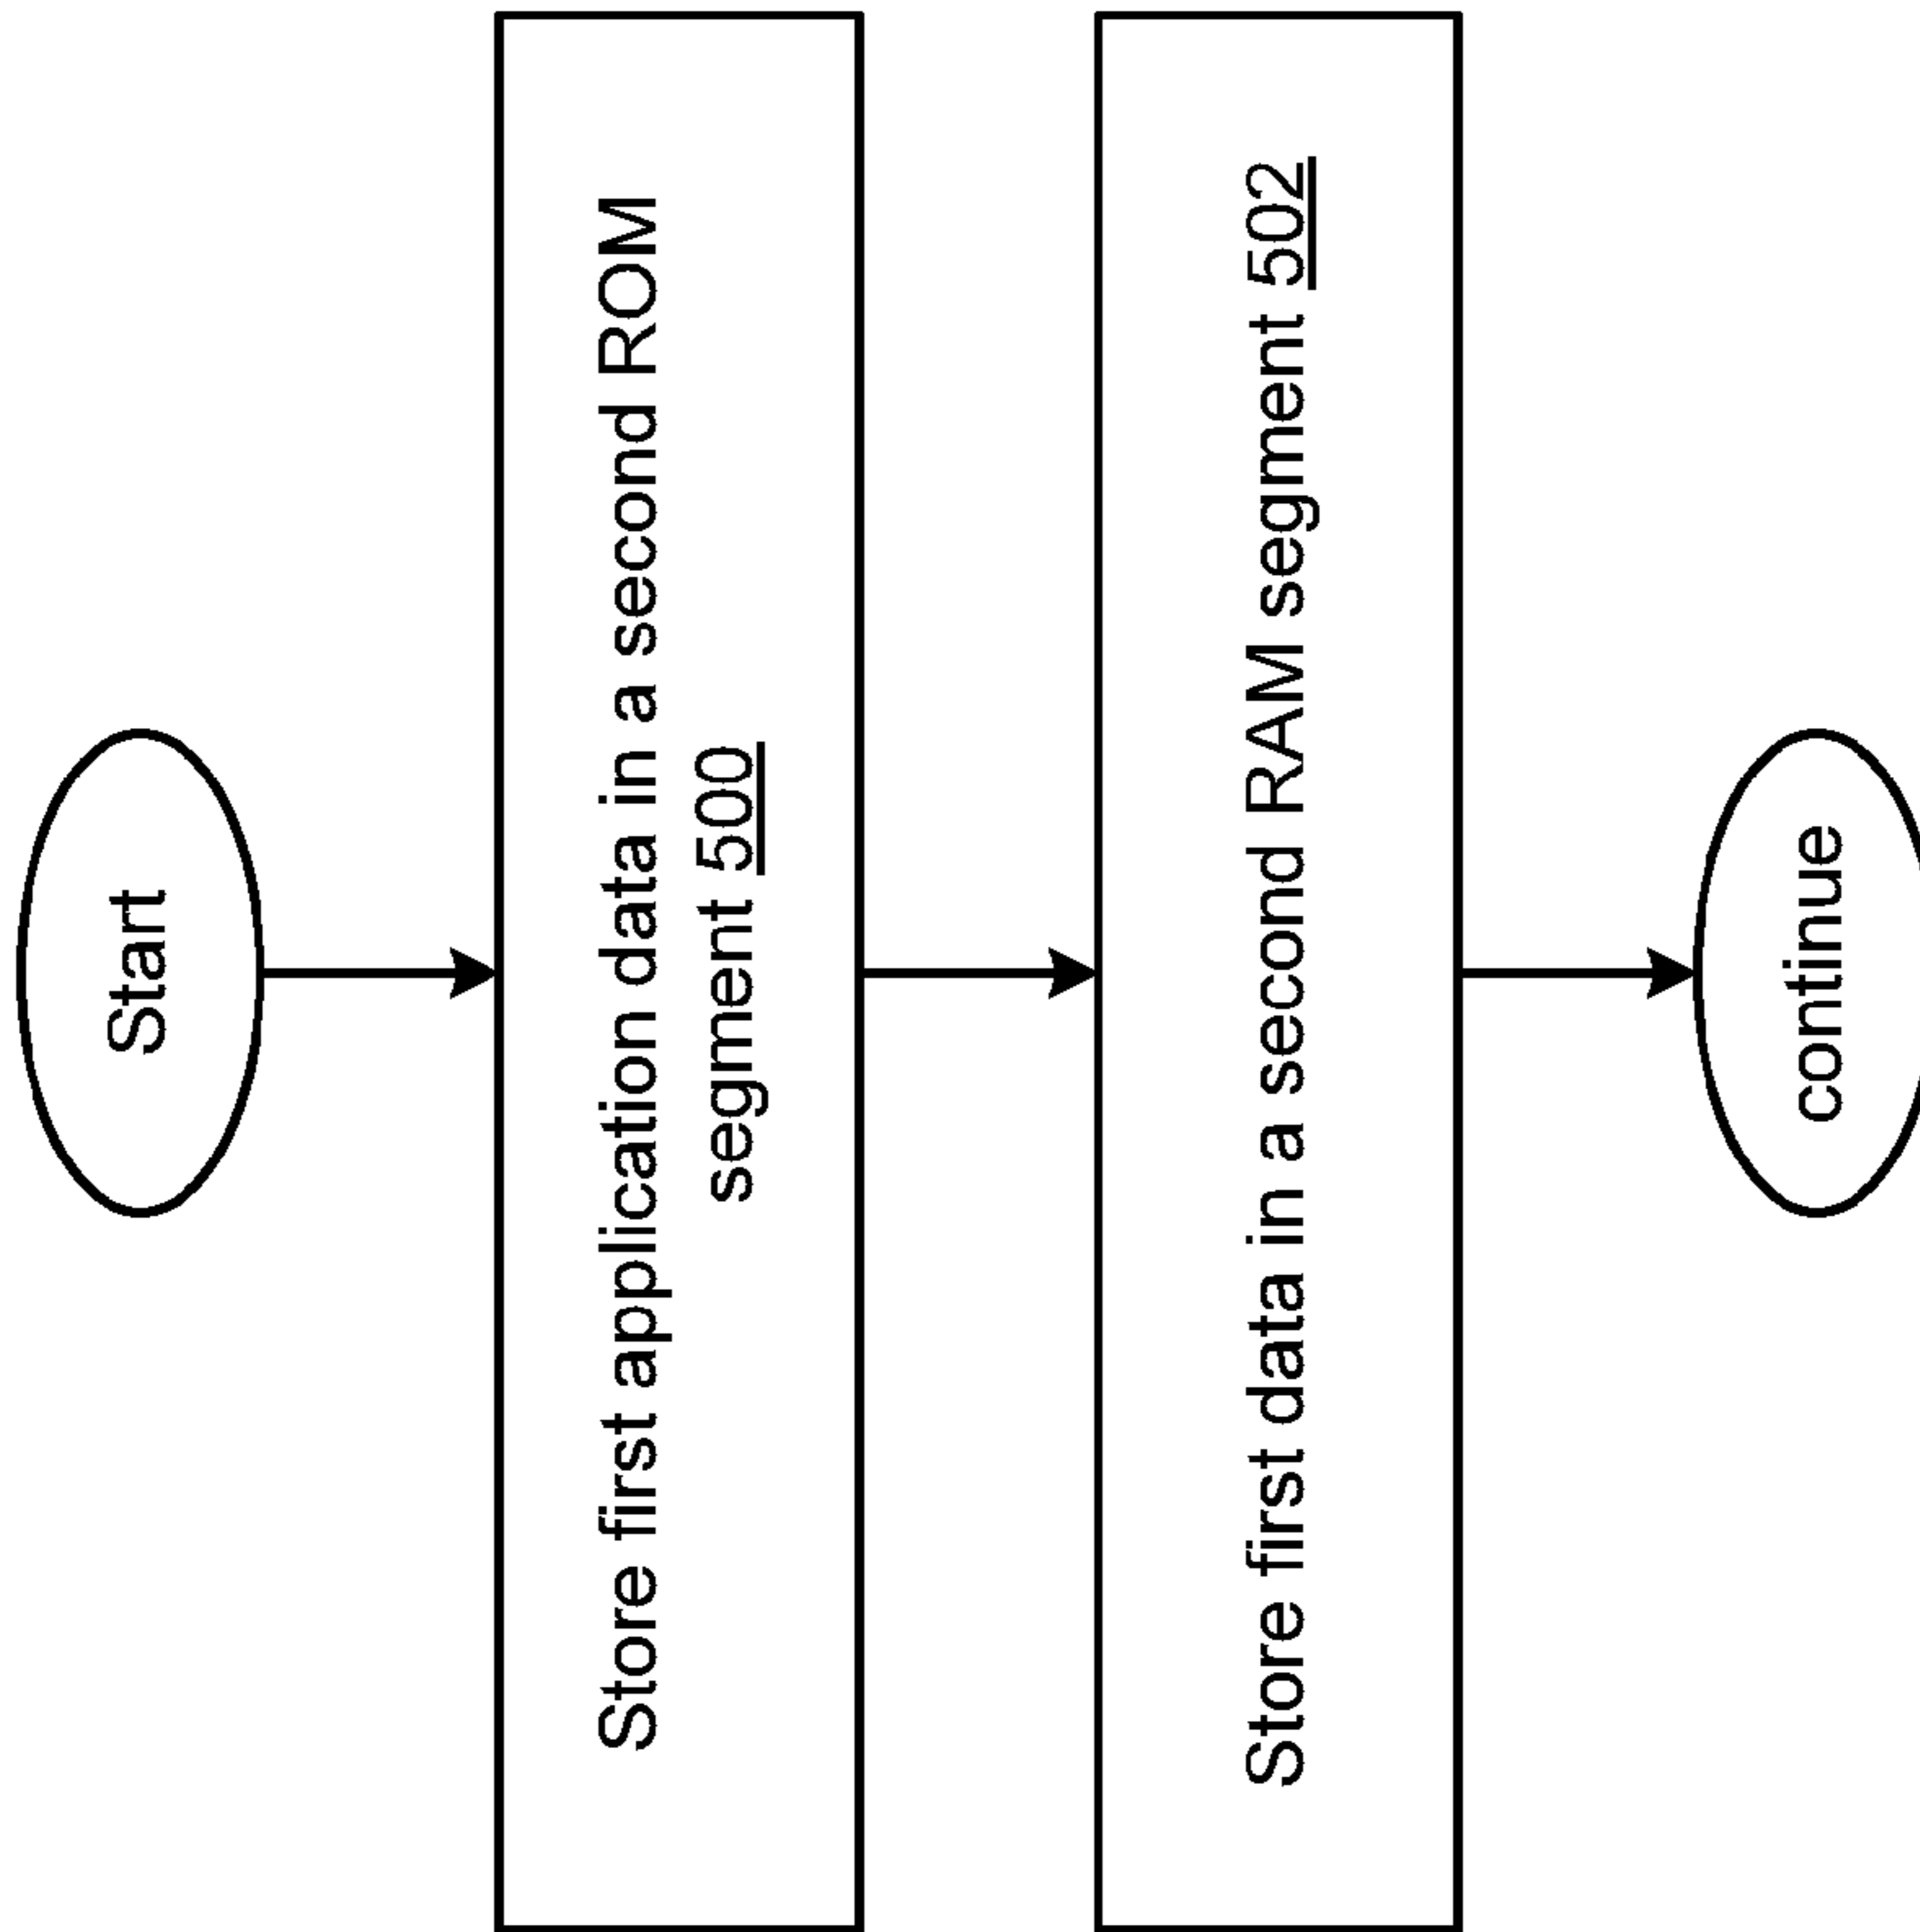 Start
Store first application data in a second ROM
segment 500
Store first data in a second RAM segment 502
continue